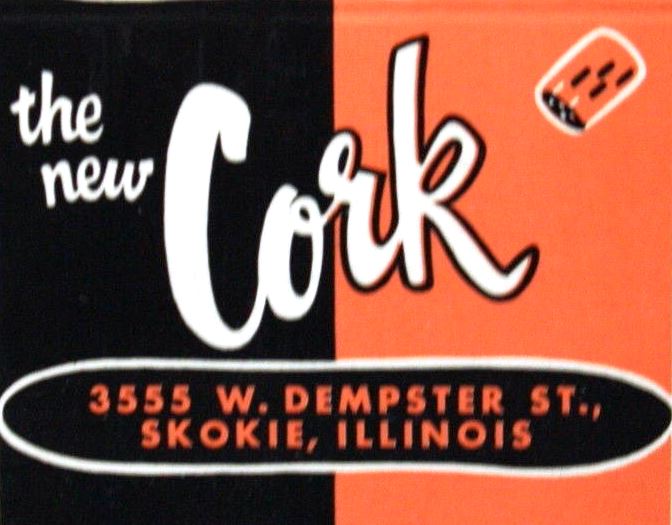 the
new
Cork
3555 W. DEMPSTER ST.,
SKOKIE, ILLINOIS